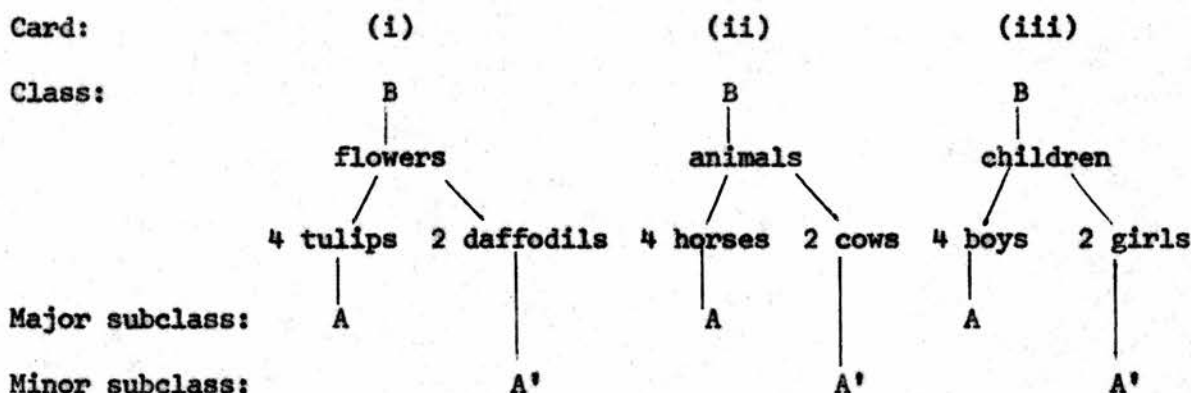 Card: (i) (ii) (iii)
Class: B B B
flowers animals children
4 tulips 2 daffodils 4 horses 2 cows 4 boys 2 girls
Major subclass: A A A
Minor subclass: A' A' A'